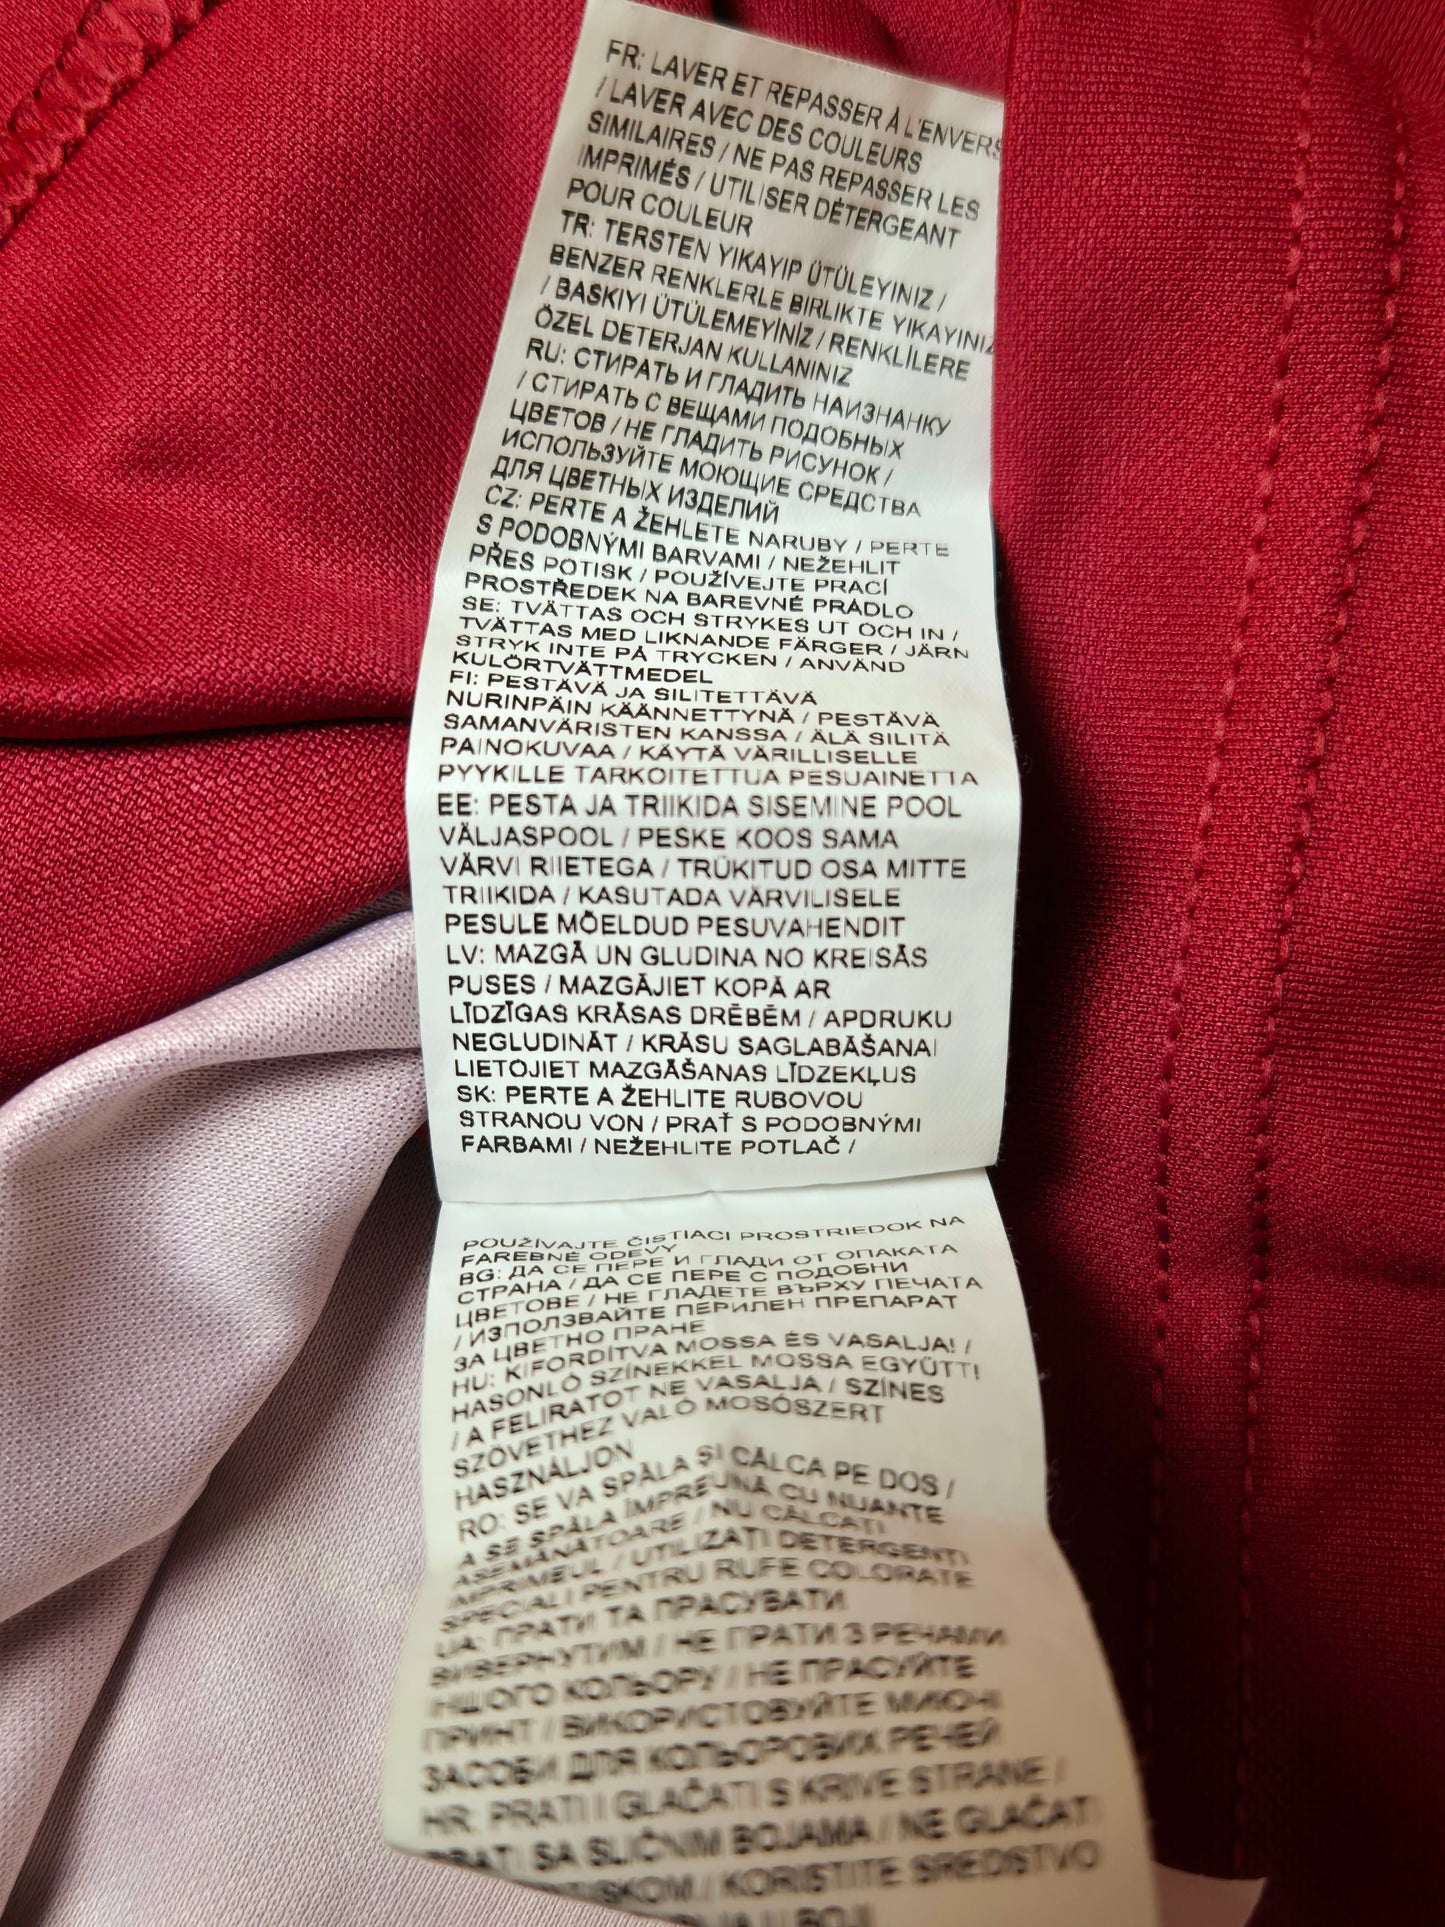 FR: LAVER ET REPASSER À L'ENVERS
/ LAVER AVEC DES COULEURS
SIMILAIRES / NE PAS REPASSER LES
IMPRIMÉS / UTILISER DÉTERGEANT
POUR COULEUR
TR: TERSTEN YIKAYIP ÜTÜLEYINIZ /
BENZER RENKLERLE BIRLIKTE YIKAYINIZ
/ BASKIYI ÜTÜLEMEYİNİZ / RENKLİLERE
ÖZEL DETERJAN KULLANINIZ
RU: СТИРАТЬ И ГЛАДИТЬ НАИЗНАНКУ
/ СТИРАТЬ С ВЕЩАМИ ПОДОБНЫХ
ЦВЕТОВ / НЕ ГЛАДИТЬ РИСУНОК /
ИСПОЛЬЗУЙТЕ МОЮЩИЕ СРЕДСТВА
ДЛЯ ЦВЕТНЫХ ИЗДЕЛИЙ
CZ: PERTE A ŽEHLETE NARUBY / PERTE
S PODOBNÝMI BARVAMI / NEŽEHLIT
PŘES POTISK / POUŽÍVEJTE PRACÍ
PROSTŘEDEK NA BAREVNÉ PRÁDLO
SE: TVÄTTAS OCH STRYKES UT OCH IN /
TVÄTTAS MED LIKNANDE FÄRGER / JÄRN
STRYK INTE PÅ TRYCKEN / ANVÄND
KULÖRTVÄTTMEDEL
FI: PESTÄVÄ JA SILITETTÄVÄ
NURINPÄIN KÄÄNNETTYNÄ / PESTÄVÄ
SAMANVÄRISTEN KANSSA / ÄLÄ SILITÄ
PAINOKUVAA / KÄYTÄ VÄRILLISELLE
PYYKILLE TARKOITETTUA PESUAINETTA
EE: PESTA JA TRIIKIDA SISEMINE POOL
VÄLJASPOOL / PESKE KOOS SAMA
VÄRVI RIIETEGA / TRÜKITUD OSA MITTE
TRIIKIDA / KASUTADA VÄRVILISELE
PESULE MÕELDUD PESUVAHENDIT
LV: MAZGĀ UN GLUDINA NO KREISĀS
PUSES / MAZGĀJIET KOPĀ AR
LĪDZĪGAS KRĀSAS DRĒBĒM / APDRUKU
NEGLUDINĀT / KRĀSU SAGLABĀŠANAI
LIETOJIET MAZGĀŠANAS LĪDZEKĻUS
SK: PERTE A ŽEHLITE RUBOVOU
STRANOU VON / PRAŤ S PODOBNÝMI
FARBAMI / NEŽEHLITE POTLAČ /
POUŽÍVAJTE ČISTIACI PROSTRIEDOK NA
FAREBNÉ ODEVY
BG: ДА СЕ ПЕРЕ И ГЛАДИ ОТ ОПАКАТА
СТРАНА / ДА СЕ ПЕРЕ С ПОДОБНИ
ЦВЕТОВЕ / НЕ ГЛАДЕТЕ ВЪРХУ ПЕЧАТА
/ ИЗПОЛЗВАЙТЕ ПЕРИЛЕН ПРЕПАРАТ
ЗА ЦВЕТНО ПРАНЕ
HU: KIFORDÍTVA MOSSA ÉS VASALJA! /
HASONLÓ SZÍNEKKEL MOSSA EGYÜTT!
/ A FELIRATOT NE VASALJA / SZÍNES
SZÖVETHEZ VALÓ MOSÓSZERT
HASZNÁLJON
RO: SE VA SPĂLA ȘI CĂLCA PE DOS /
A SE SPĂLA ÎMPREUNĂ CU NUANTE
ASEMĂNĂTOARE / NU CĂLCATI
IMPRIMEUL / UTILIZATI DETERGENTI
SPECIALI PENTRU RUFE COLORATE
UA: ПРАТИ ТА ПРАСУВАТИ
ВИВЕРНУТИМ / НЕ ПРАТИ З РЕЧАМИ
ІНШОГО КОЛЬОРУ / НЕ ПРАСУЙТЕ
ПРИНТ / ВИКОРИСТОВУЙТЕ МИЮЧІ
ЗАСОБИ ДЛЯ КОЛЬОРОВИХ РЕЧЕЙ
HR: PRATI I GLAČATI S KRIVE STRANE /
PRATI SA SLIČNIM BOJAMA / NE GLAČATI
KORISTITE SREDSTVO
BOJI